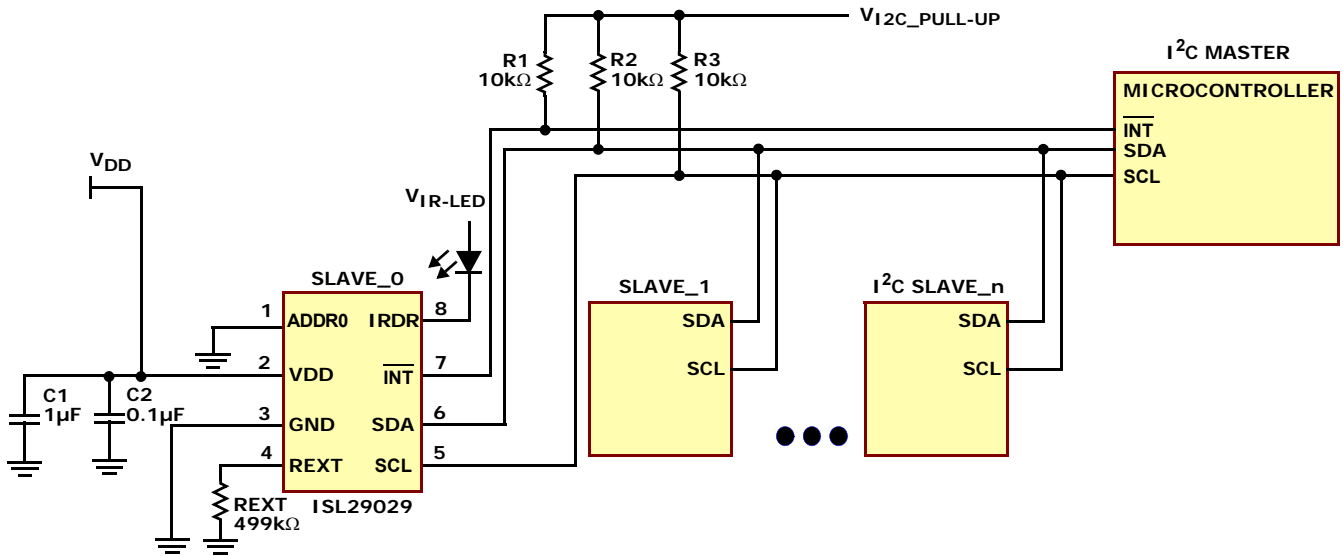 V I2C_PULL-UP
R1
10kΩ
R2
10kΩ
R3
10kΩ
I²C MASTER
MICROCONTROLLER
INT
SDA
SCL
VDD
VIR-LED
SLAVE_0
1
ADDR0
IRDR
8
2
VDD
INT
7
3
GND
SDA
6
4
REXT
SCL
5
ISL29029
C1
1µF
C2
0.1µF
REXT
499kΩ
SLAVE_1
SDA
SCL
I²C SLAVE_n
SDA
SCL